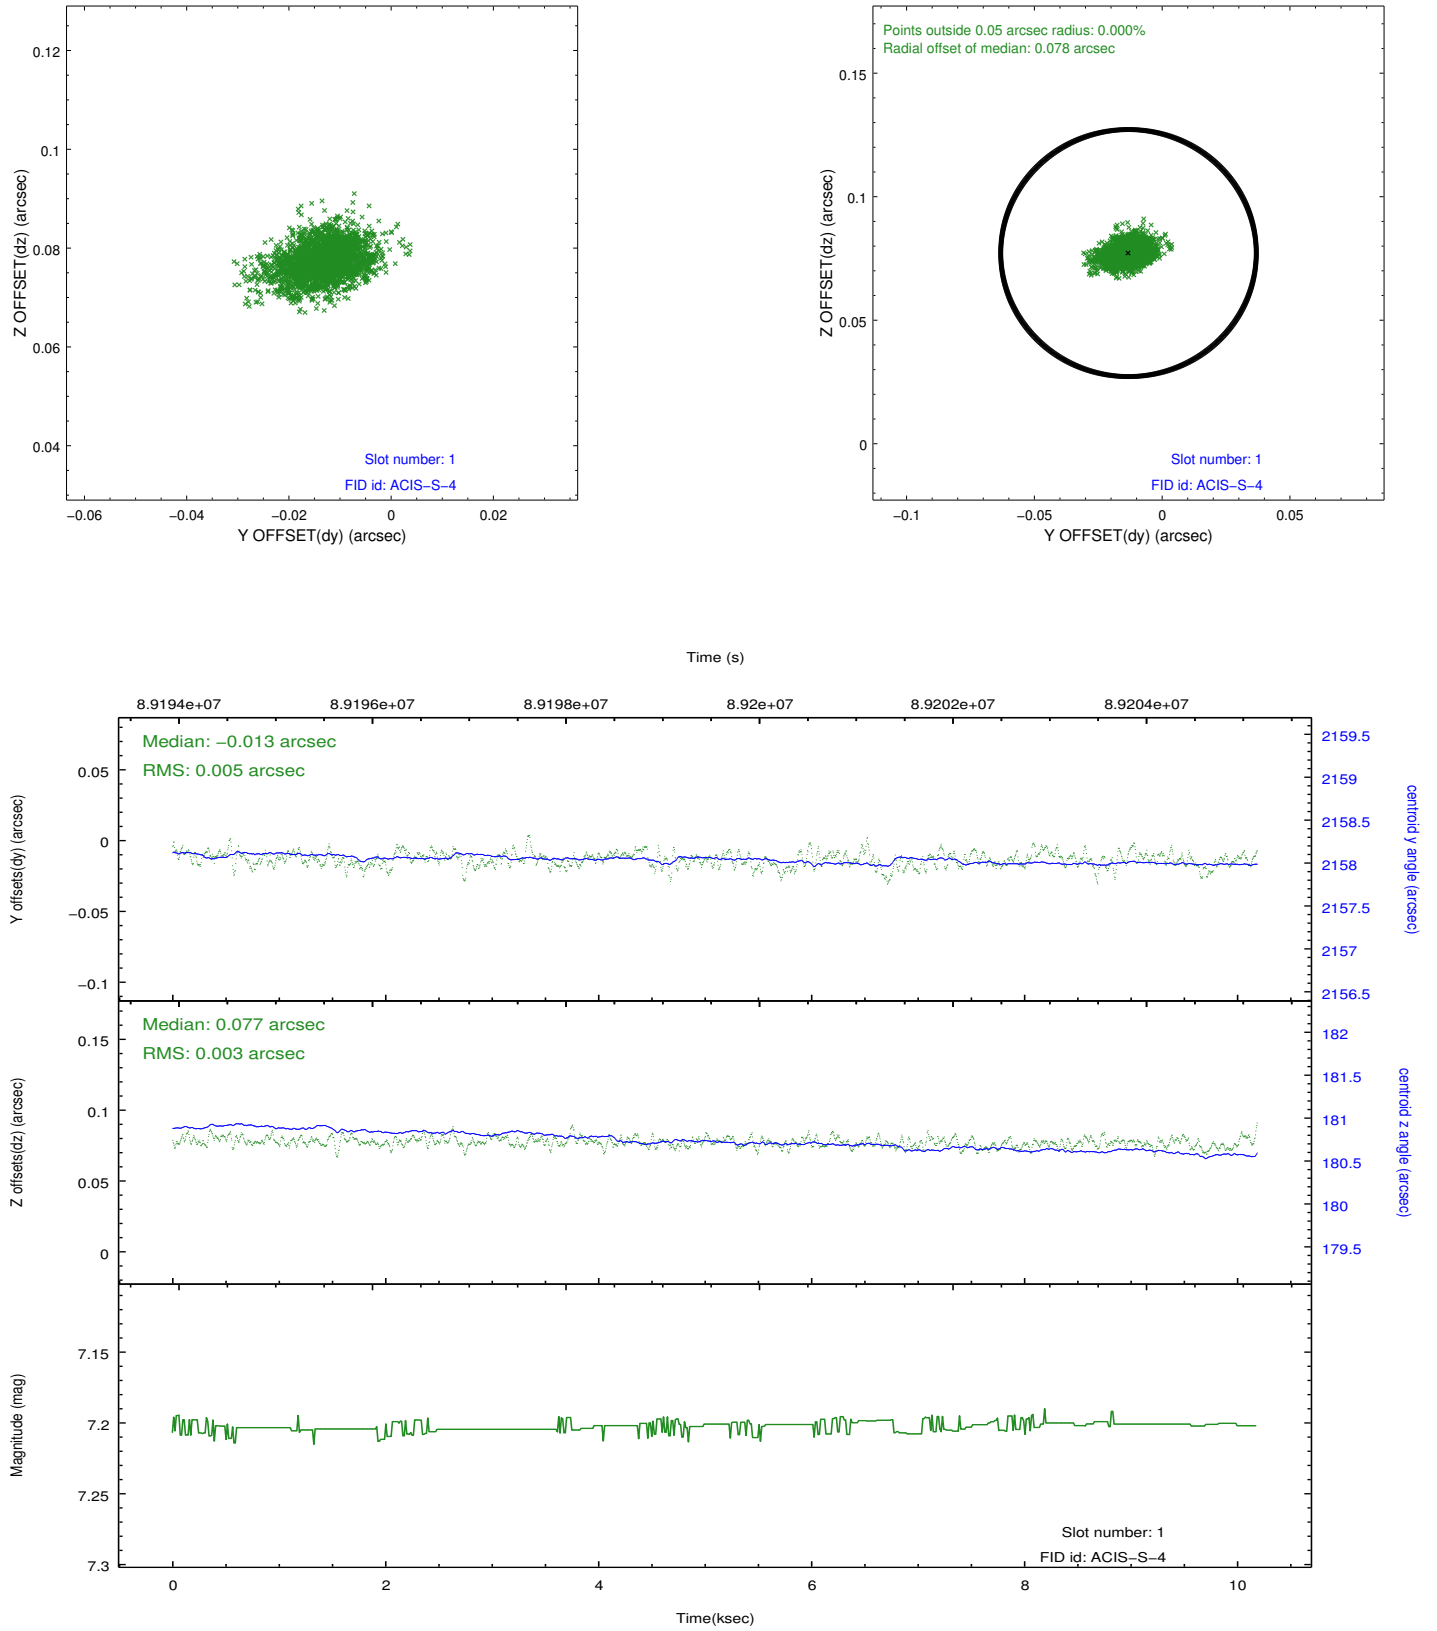 0.12
0.1
0.08
0.06
0.04
−0.06
−0.04
−0.02
0
0.02
Z OFFSET(dz) (arcsec)
Y OFFSET(dy) (arcsec)
Slot number: 1
FID id: ACIS−S−4
Points outside 0.05 arcsec radius: 0.000%
Radial offset of median: 0.078 arcsec
0.15
0.1
0.05
0
−0.1
−0.05
0
0.05
Z OFFSET(dz) (arcsec)
Y OFFSET(dy) (arcsec)
Slot number: 1
FID id: ACIS−S−4
Time (s)
8.9194e+07
8.9196e+07
8.9198e+07
8.92e+07
8.9202e+07
8.9204e+07
Median: −0.013 arcsec
RMS: 0.005 arcsec
0.05
0
−0.05
−0.1
Y offsets(dy) (arcsec)
2159.5
2159
2158.5
2158
2157.5
2157
2156.5
centroid y angle (arcsec)
Median: 0.077 arcsec
RMS: 0.003 arcsec
0.15
0.1
0.05
0
Z offsets(dz) (arcsec)
182
181.5
181
180.5
180
179.5
centroid z angle (arcsec)
7.15
7.2
7.25
7.3
Magnitude (mag)
Slot number: 1
FID id: ACIS−S−4
0
2
4
6
8
10
Time(ksec)